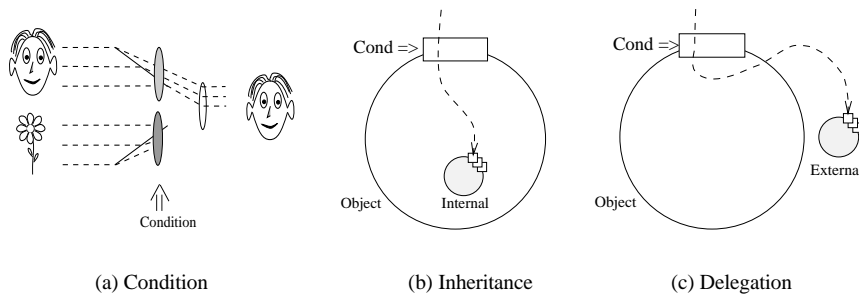 Condition
(a) Condition
Cond =>
Object
Internal
(b) Inheritance
Cond =>
Object
Externa
(c) Delegation